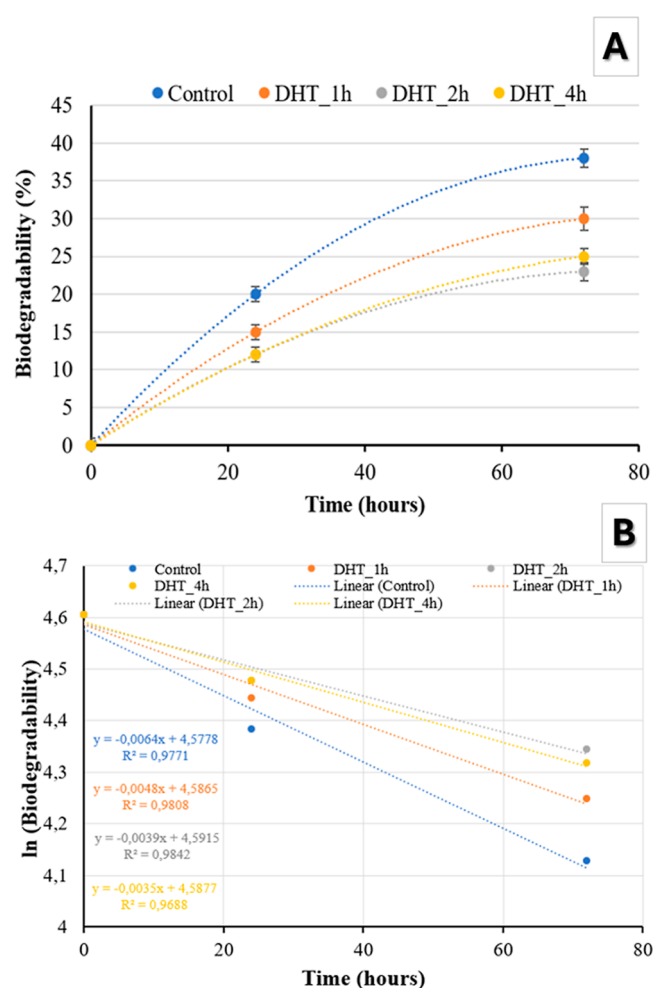 A
Control DHT_1h DHT_2h DHT_4h
45
40
35
30
25
20
15
10
5
0
Biodegradability (%)
0 20 40 60 80
Time (hours)
B
4,7
4,6
4,5
4,4
4,3
4,2
4,1
4
ln (Biodegradability)
Control DHT_1h DHT_2h
DHT_4h Linear (Control) Linear (DHT_1h)
Linear (DHT_2h) Linear (DHT_4h)
y = -0,0064x + 4,5778
R² = 0,9771
y = -0,0048x + 4,5865
R² = 0,9808
y = -0,0039x + 4,5915
R² = 0,9842
y = -0,0035x + 4,5877
R² = 0,9688
0 20 40 60 80
Time (hours)